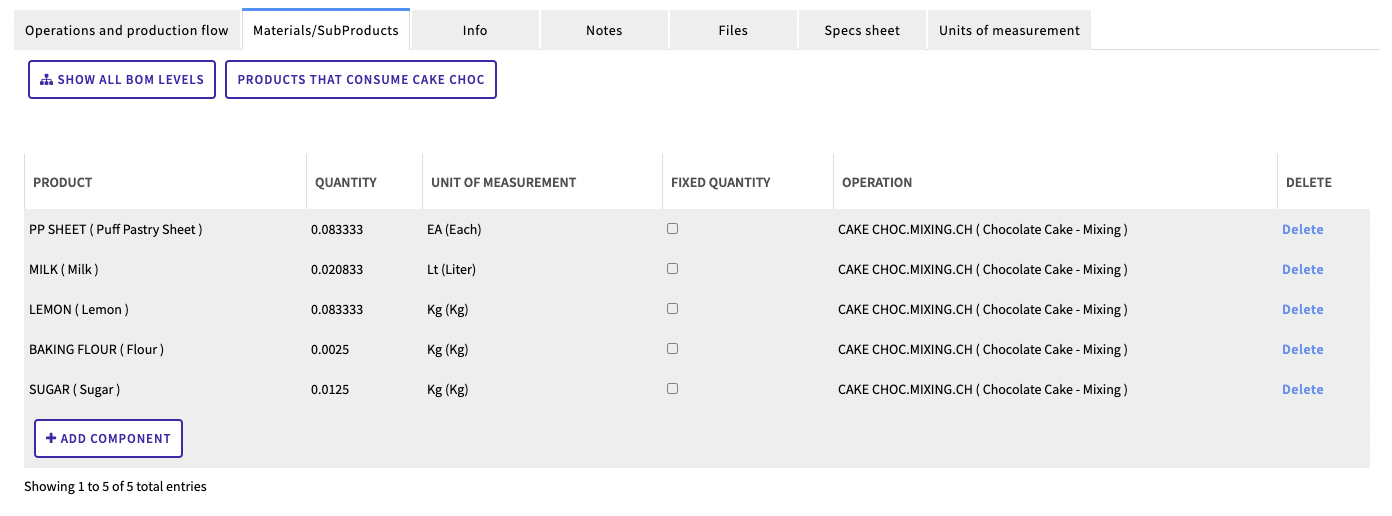 Operations and production flow Materials/SubProducts Info Notes Files Specs sheet Units of measurement
SHOW ALL BOM LEVELS PRODUCTS THAT CONSUME CAKE CHOC
PRODUCT QUANTITY UNIT OF MEASUREMENT FIXED QUANTITY OPERATION DELETE
PP SHEET ( Puff Pastry Sheet ) 0.083333 EA (Each) CAKE CHOC.MIXING.CH ( Chocolate Cake - Mixing ) Delete
MILK ( Milk ) 0.020833 Lt (Liter) CAKE CHOC.MIXING.CH ( Chocolate Cake - Mixing ) Delete
LEMON ( Lemon ) 0.083333 Kg (Kg) CAKE CHOC.MIXING.CH ( Chocolate Cake - Mixing ) Delete
BAKING FLOUR ( Flour ) 0.0025 Kg (Kg) CAKE CHOC.MIXING.CH ( Chocolate Cake - Mixing ) Delete
SUGAR ( Sugar ) 0.0125 Kg (Kg) CAKE CHOC.MIXING.CH ( Chocolate Cake - Mixing ) Delete
+ ADD COMPONENT
Showing 1 to 5 of 5 total entries